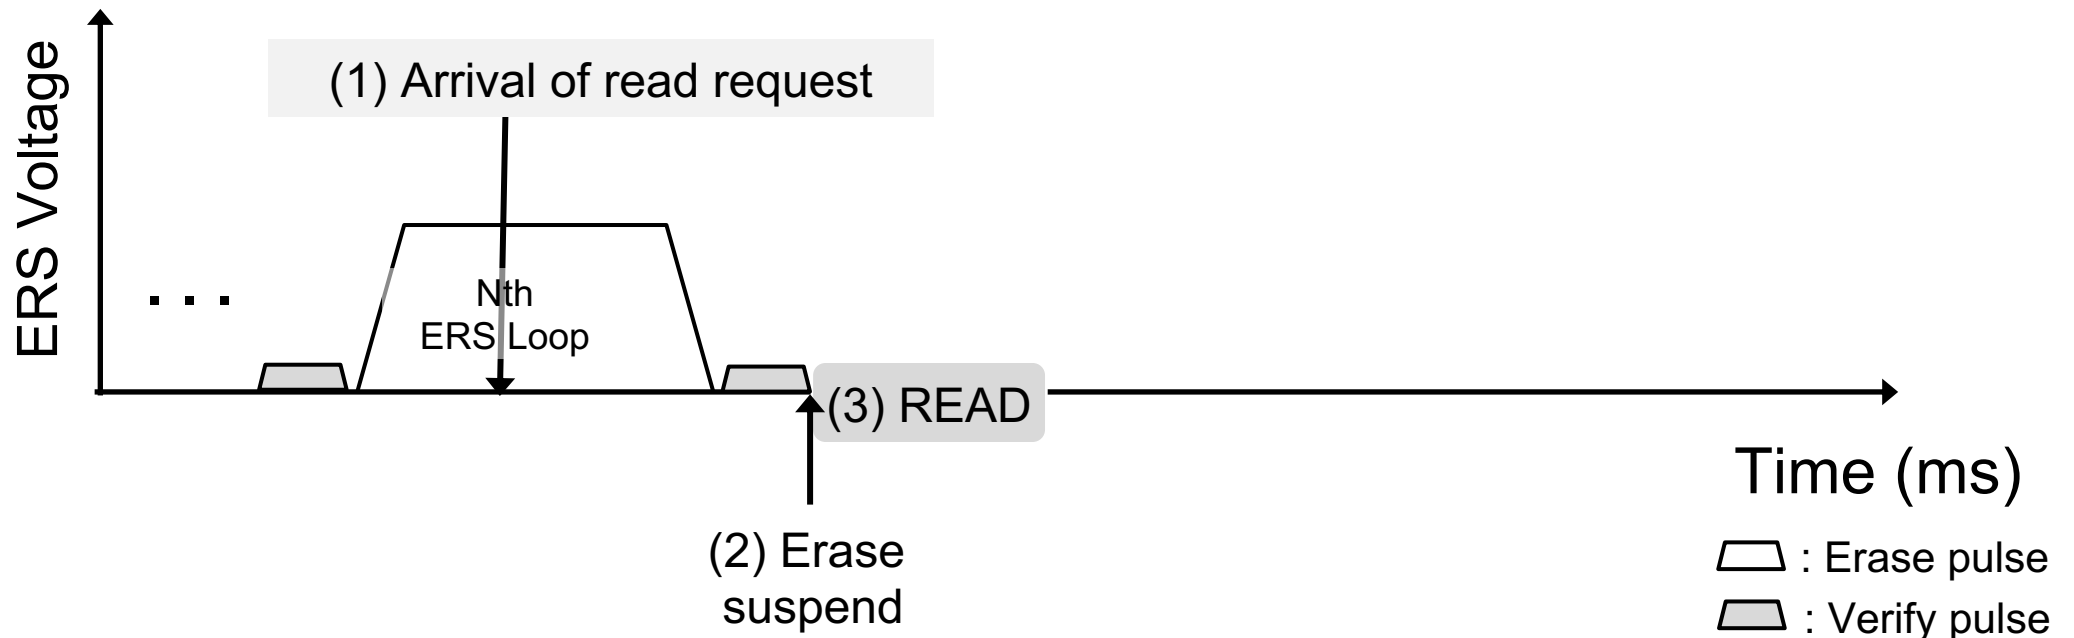 ERS Voltage
(1) Arrival of read request
. . .
Nth
ERS Loop
(3) READ
Time (ms)
(2) Erase
suspend
: Erase pulse
: Verify pulse